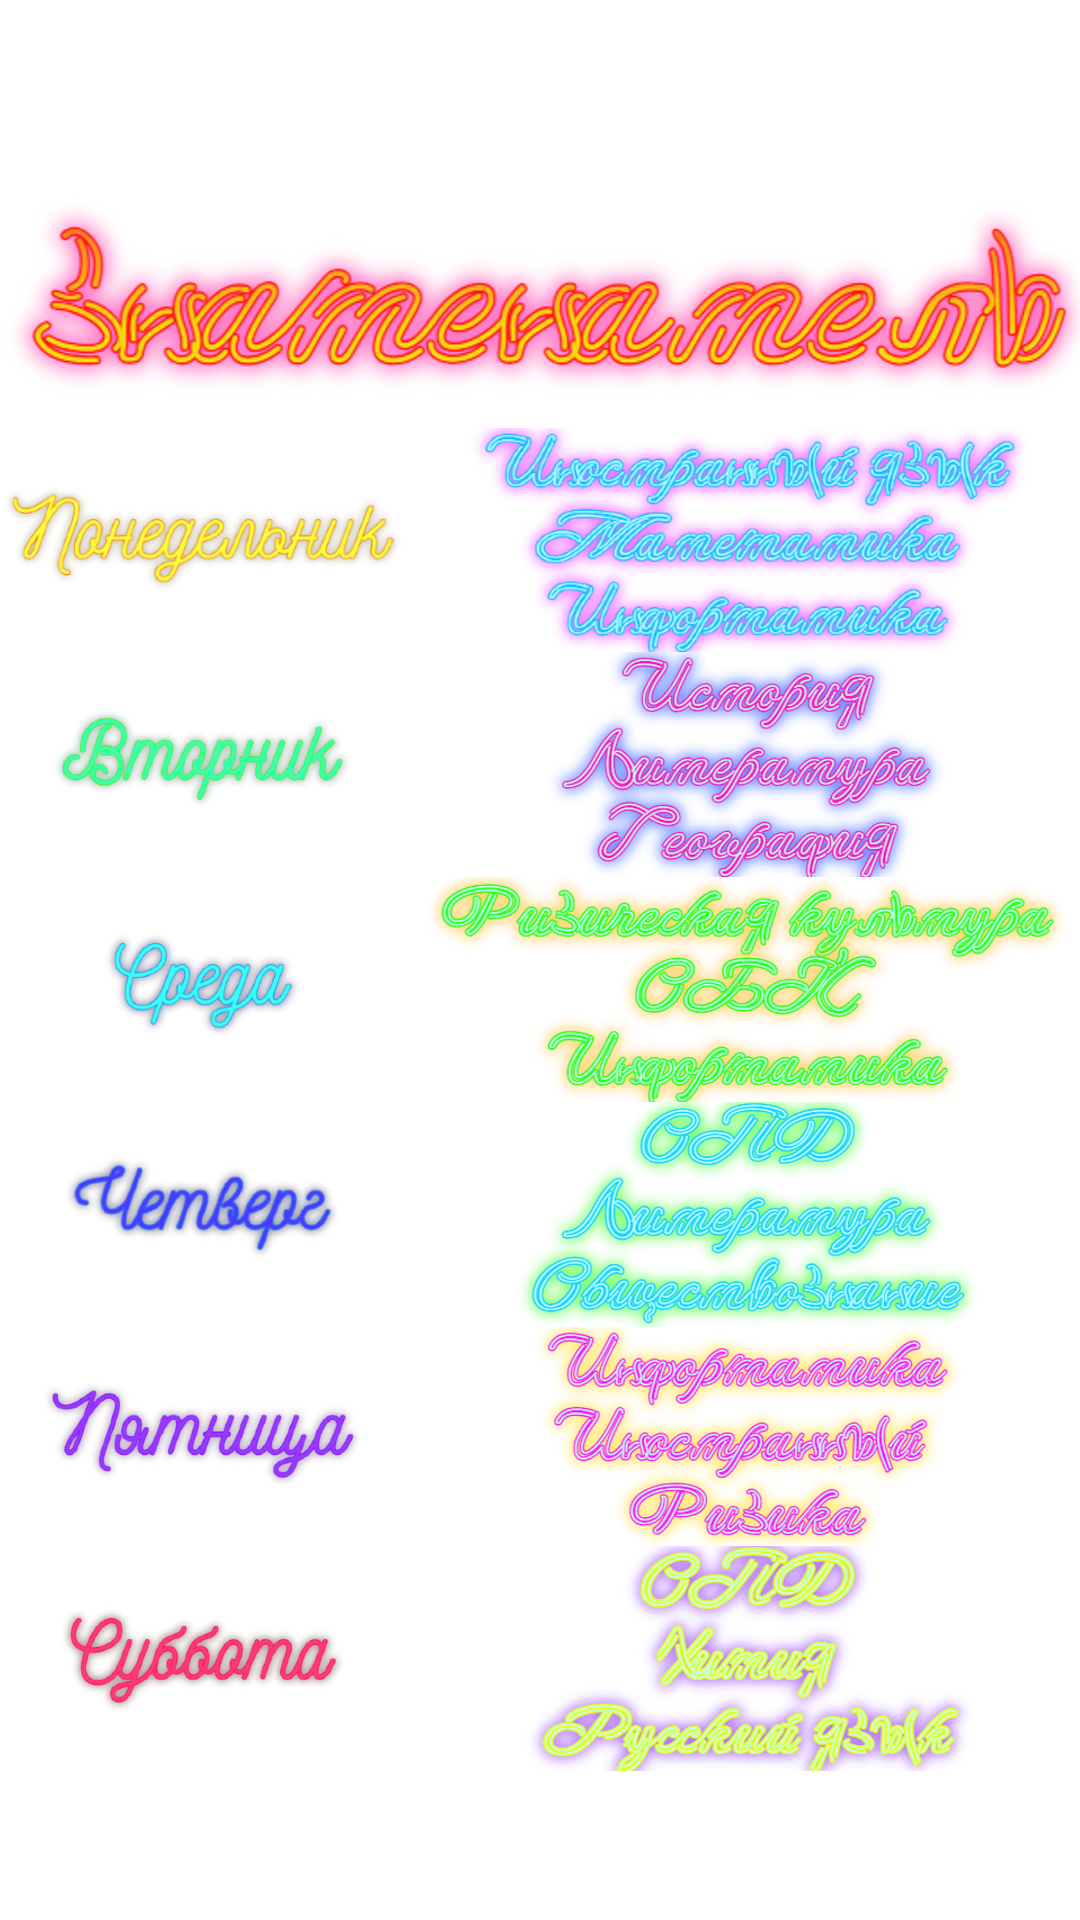 Знаменатель
Понедельник
Иностранный язык
Математика
Информатика
Вторник
История
Литература
География
Среда
Физическая культура
ОБЖ
Информатика
Четверг
ОПД
Литература
Обществознание
Пятница
Информатика
Иностранный
Физика
Суббота
ОПД
Химия
Русский язык